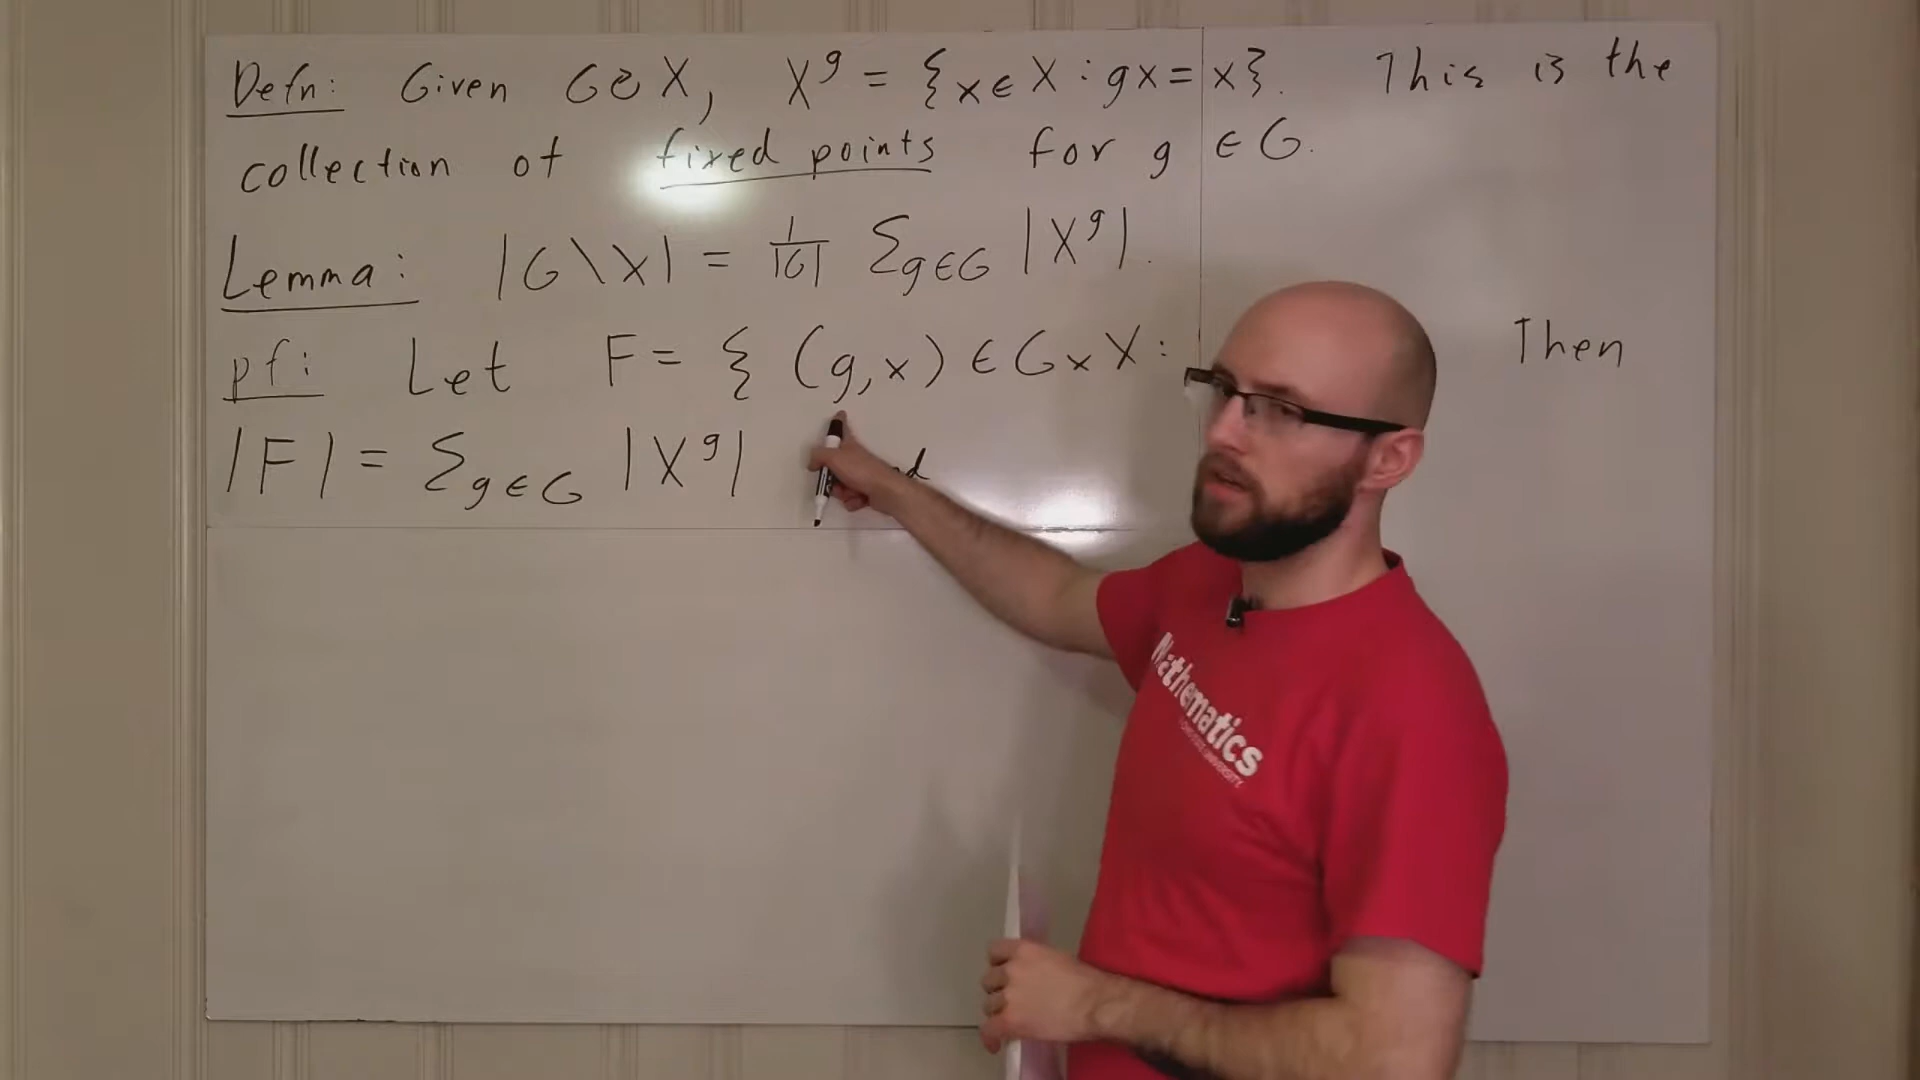 Defn: Given G⟳X, X^g = {x∈X : gx = x}. This is the
collection of fixed points for g ∈ G.
Lemma: |G\X| = 1/|G| Σ_{g∈G} |X^g|.
pf: Let F = { (g,x) ∈ G×X : Then
|F| = Σ_{g∈G} |X^g|
Mathematics